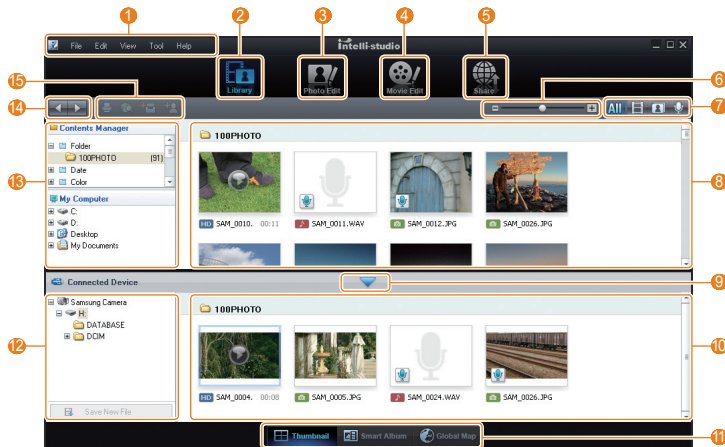 1 2 3 4 5
File Edit View Tool Help
intelli-studio
Library Photo Edit Movie Edit Share
15
6
14
All
7
Contents Manager
100PHOTO
Folder
100PHOTO (91)
Date
Color
HD SAM_0010. 00:11 SAM_0011.WAV SAM_0012.JPG SAM_0026.JPG
13
8
My Computer
C:
D:
Desktop
My Documents
Connected Device
9
Samsung Camera
100PHOTO
H:
DATABASE
DCIM
12
10
HD SAM_0004. 00:08 SAM_0005.JPG SAM_0024.WAV SAM_0026.JPG
Save New File
Thumbnail Smart Album Global Map
11